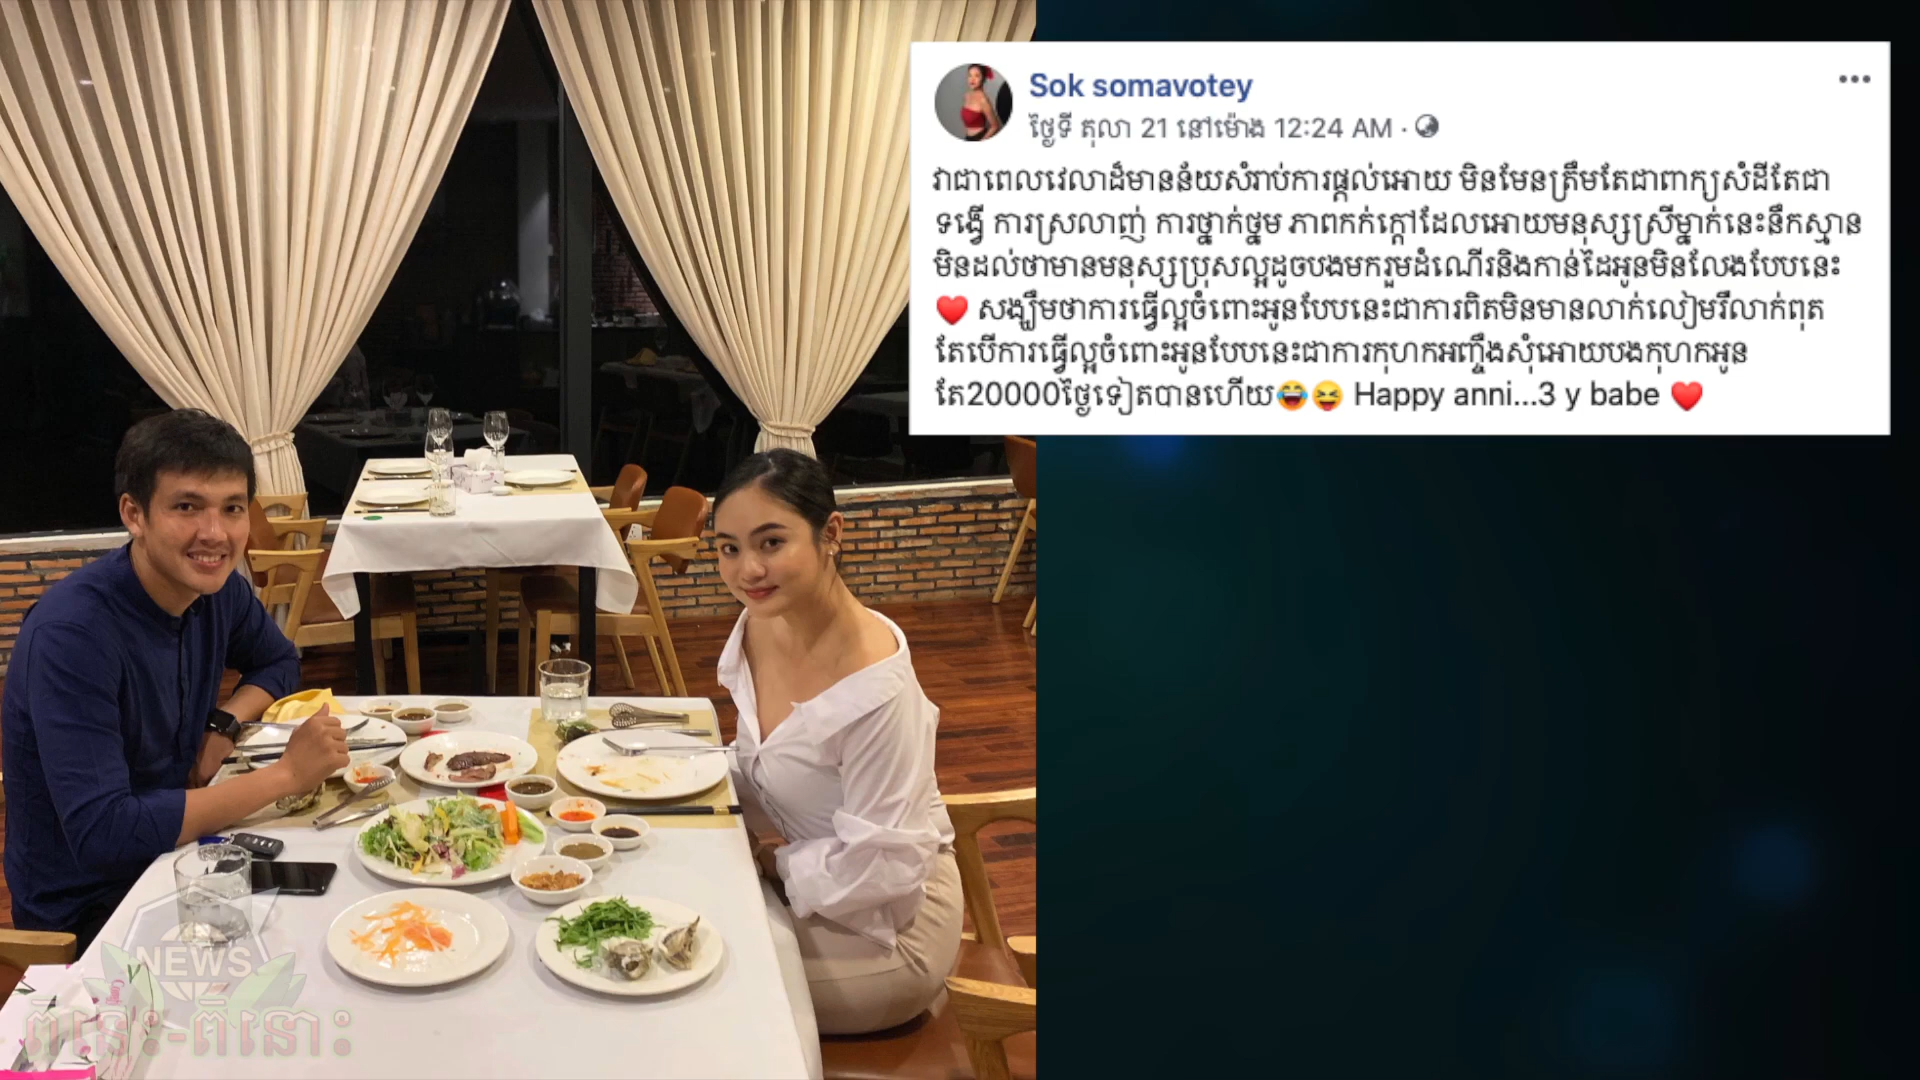 Sok somavotey
ថ្ងៃទី តុលា 21 នៅម៉ោង 12:24 AM ·
វាជាពេលវេលាដ៏មានន័យសំរាប់ការផ្ដល់អោយ មិនមែនត្រឹមតែជាពាក្យសំដីតែជា
ទង្វើ ការស្រលាញ់ ការថ្នាក់ថ្នម ភាពកក់ក្ដៅដែលអោយមនុស្សស្រីម្នាក់នេះនឹកស្មាន
មិនដល់ថាមានមនុស្សប្រុសល្អដូចបងមករួមដំណើរនិងកាន់ដៃអូនមិនលែងបែបនេះ
❤️ សង្ឃឹមថាការធ្វើល្អចំពោះអូនបែបនេះជាការពិតមិនមានលាក់លៀមរឺលាក់ពុត
តែបើការធ្វើល្អចំពោះអូនបែបនេះជាការកុហកអញ្ចឹងសុំអោយបងកុហកអូន
តែ20000ថ្ងៃទៀតបានហើយ😂😝 Happy anni...3 y babe ❤️
NEWS
ពីនេះ-ពីនោះ